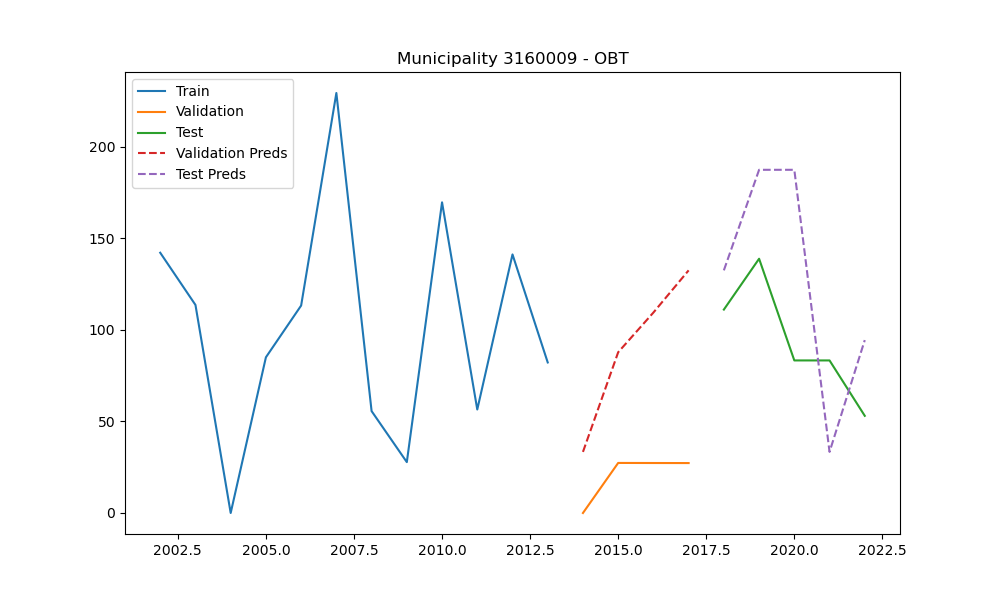 Municipality 3160009 - OBT
Train
Validation
Test
Validation Preds
Test Preds
200
150
100
50
0
2002.5 2005.0 2007.5 2010.0 2012.5 2015.0 2017.5 2020.0 2022.5